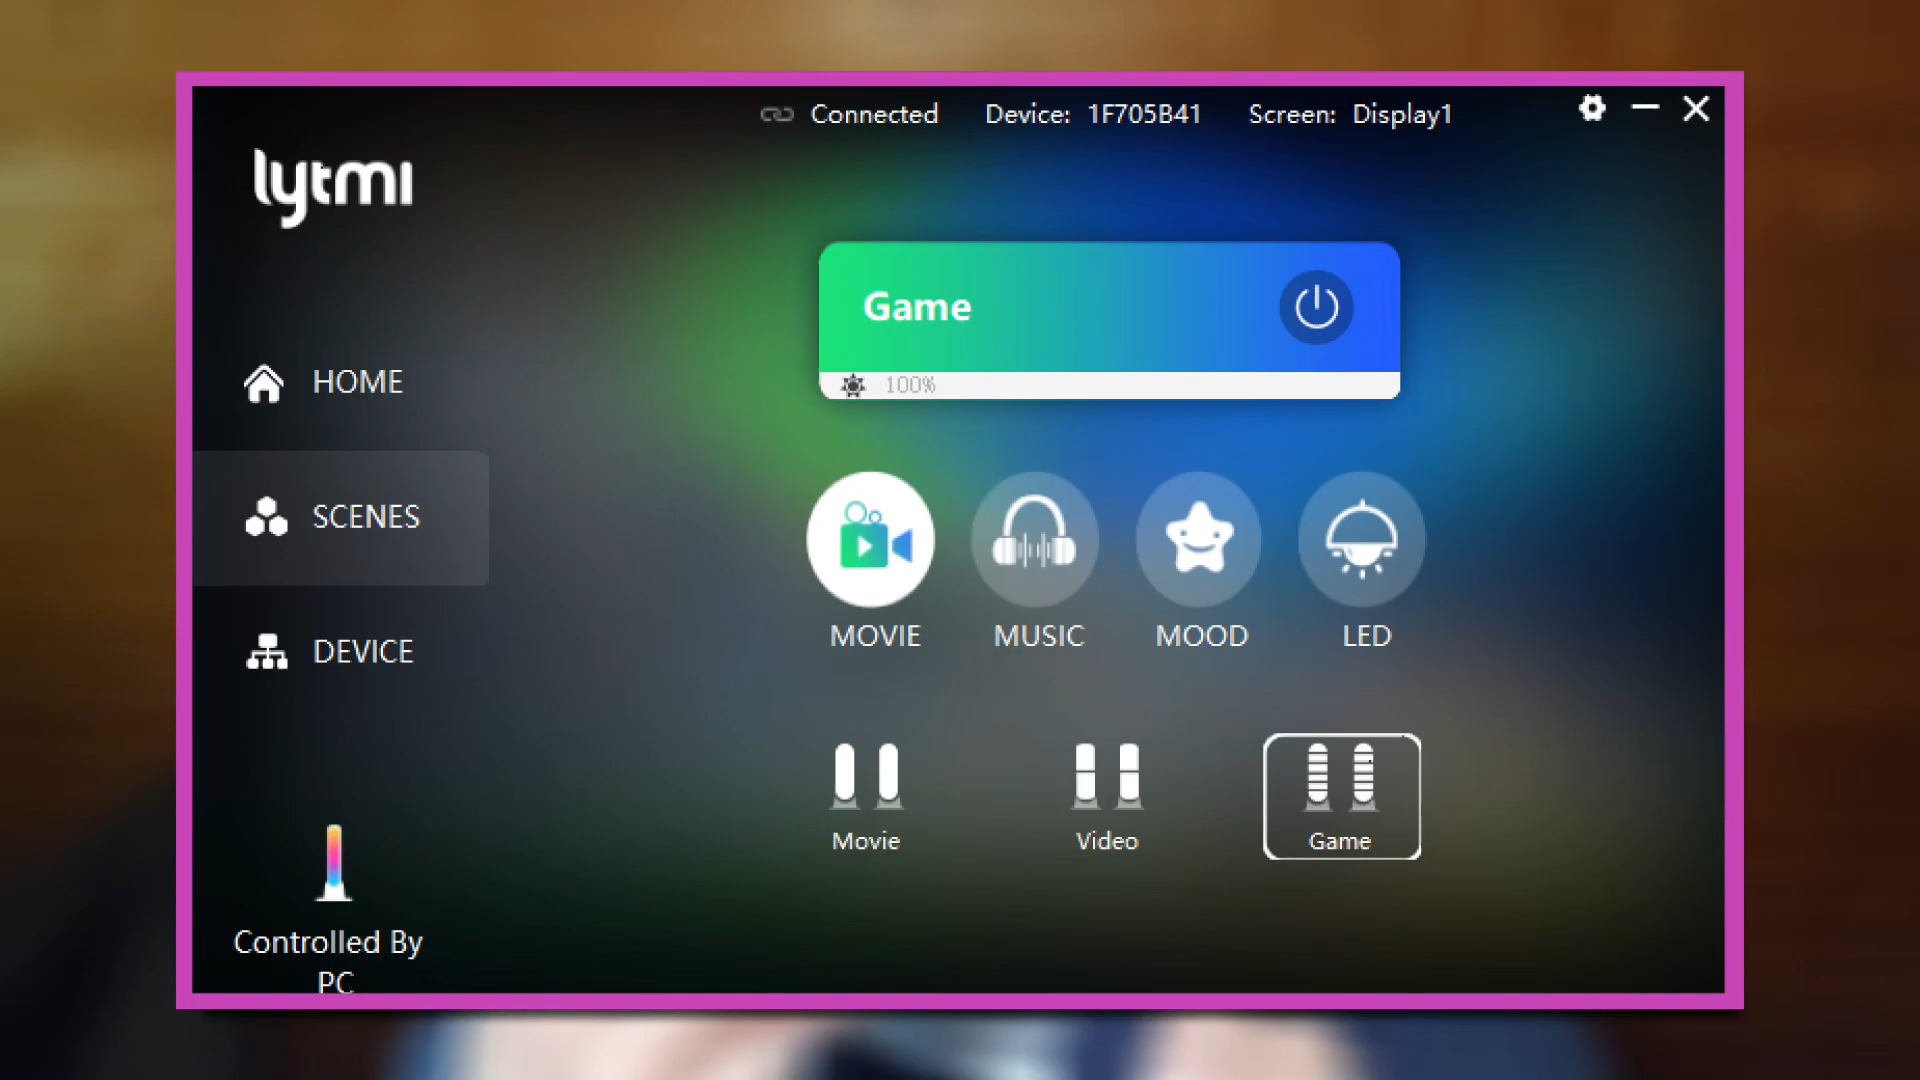 Connected Device: 1F705B41 Screen: Display1
lytmi
Game
100%
HOME
SCENES
DEVICE
MOVIE MUSIC MOOD LED
Movie Video Game
Controlled By
PC